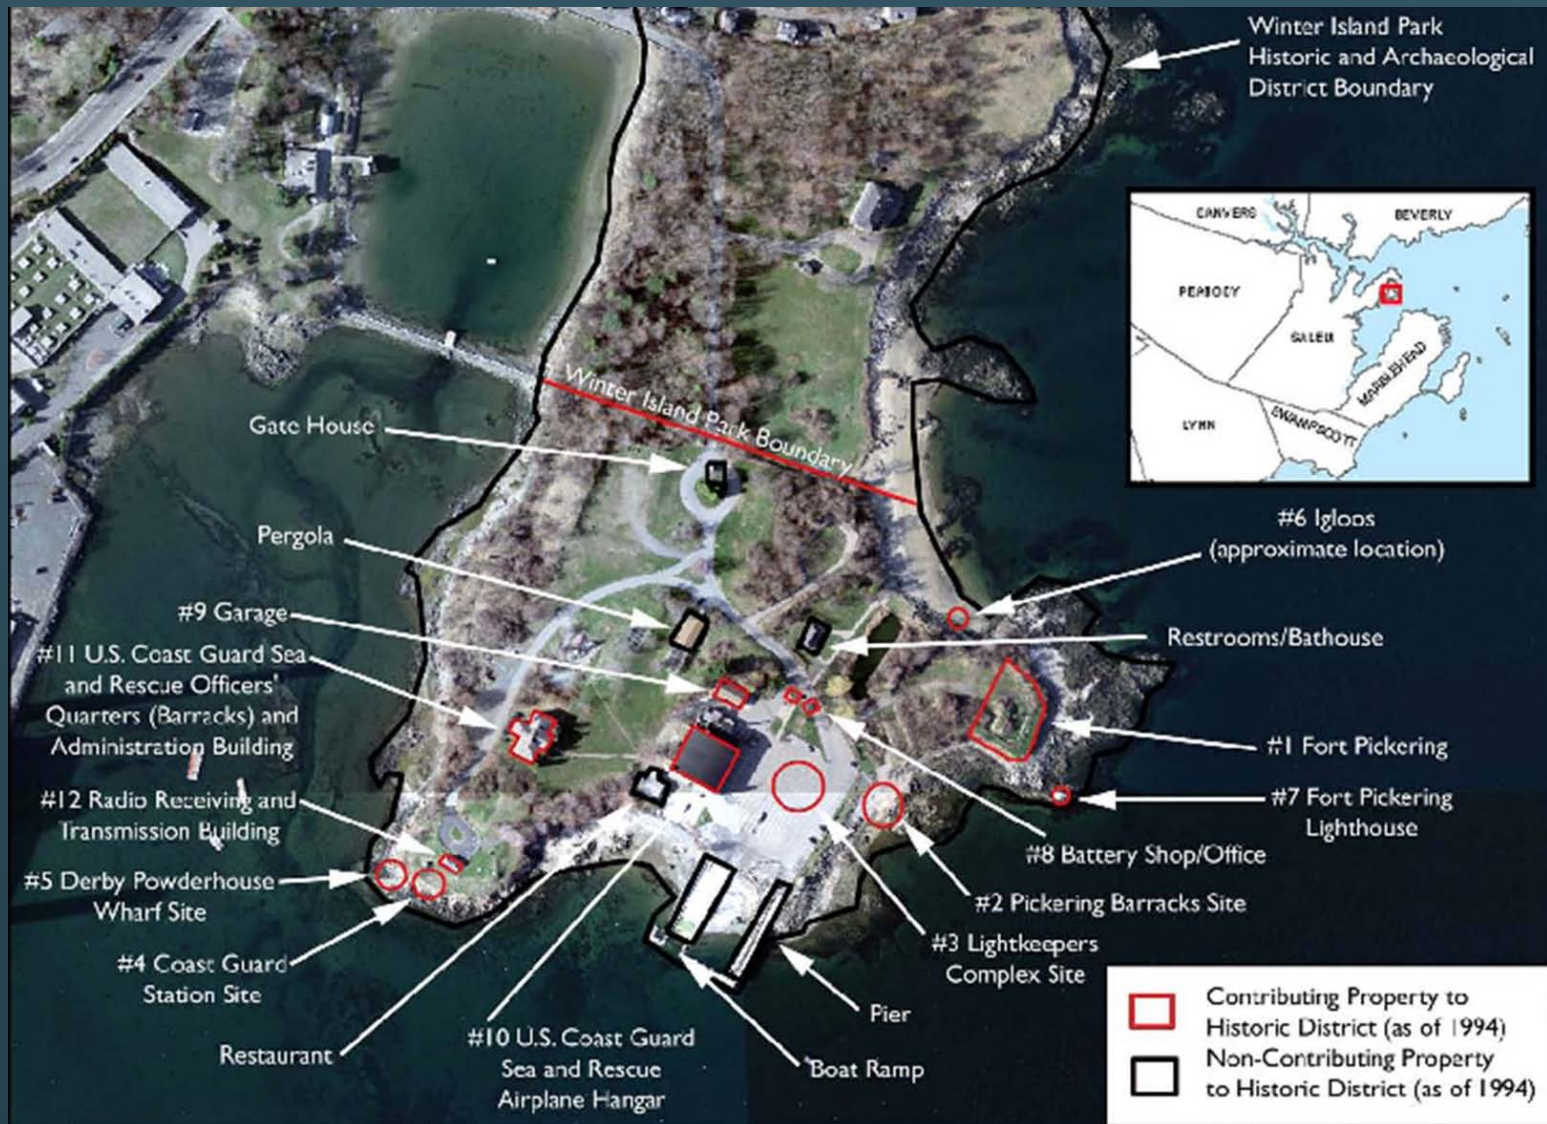 Winter Island Park
Historic and Archaeological
District Boundary
DANVERS
BEVERLY
PEABODY
SALEM
MARBLEHEAD
LYNN
SWAMPSCOTT
Winter Island Park Boundary
Gate House
#6 Igloos
(approximate location)
Pergola
#9 Garage
Restrooms/Bathouse
#11 U.S. Coast Guard Sea
and Rescue Officers'
Quarters (Barracks) and
Administration Building
#1 Fort Pickering
#12 Radio Receiving and
Transmission Building
#7 Fort Pickering
Lighthouse
#8 Battery Shop/Office
#5 Derby Powderhouse
Wharf Site
#2 Pickering Barracks Site
#4 Coast Guard
Station Site
#3 Lightkeepers
Complex Site
Pier
Restaurant
#10 U.S. Coast Guard
Sea and Rescue
Airplane Hangar
Boat Ramp
Contributing Property to
Historic District (as of 1994)
Non-Contributing Property
to Historic District (as of 1994)